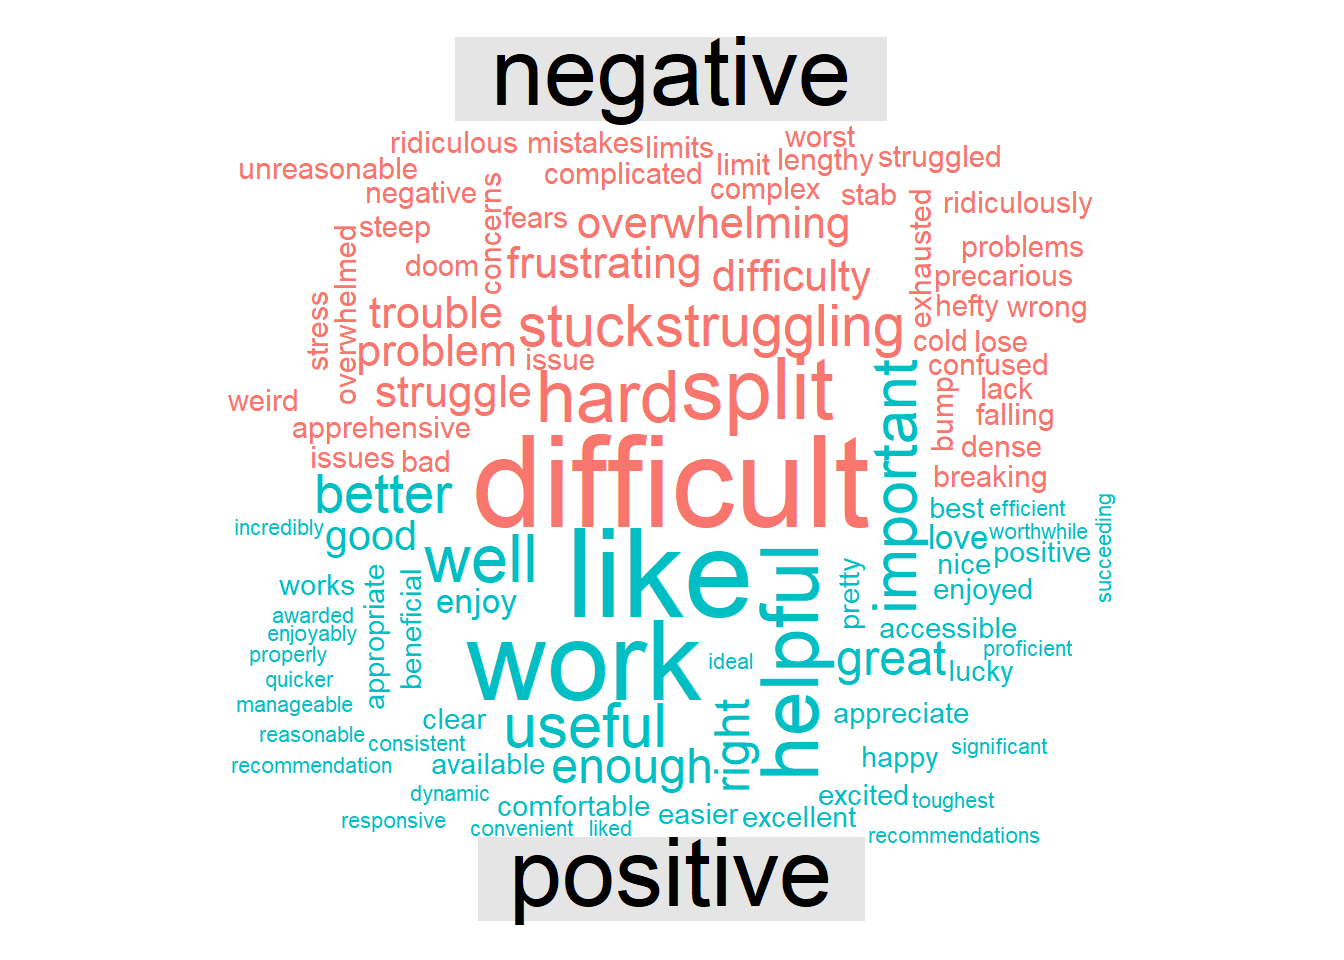 negative
ridiculous mistakes limits worst
unreasonable complicated limit lengthy struggled
negative complex stab
steep concerns fears overwhelming exhausted ridiculously
doom frustrating difficulty problems
precarious
stress overwhelmed trouble stuck struggling hefty wrong
problem issue cold lose
weird struggle hard split confused
lack
apprehensive bump falling
issues bad difficult important dense
breaking
better best efficient succeeding
incredibly good well like helpful love worthwhile
nice positive
works appropriate beneficial enjoy pretty enjoyed
awarded
enjoyably accessible
properly work ideal great proficient
quicker lucky
manageable
clear useful right appreciate
reasonable consistent significant
recommendation available enough happy
dynamic comfortable easier excellent excited toughest
responsive convenient liked recommendations
positive